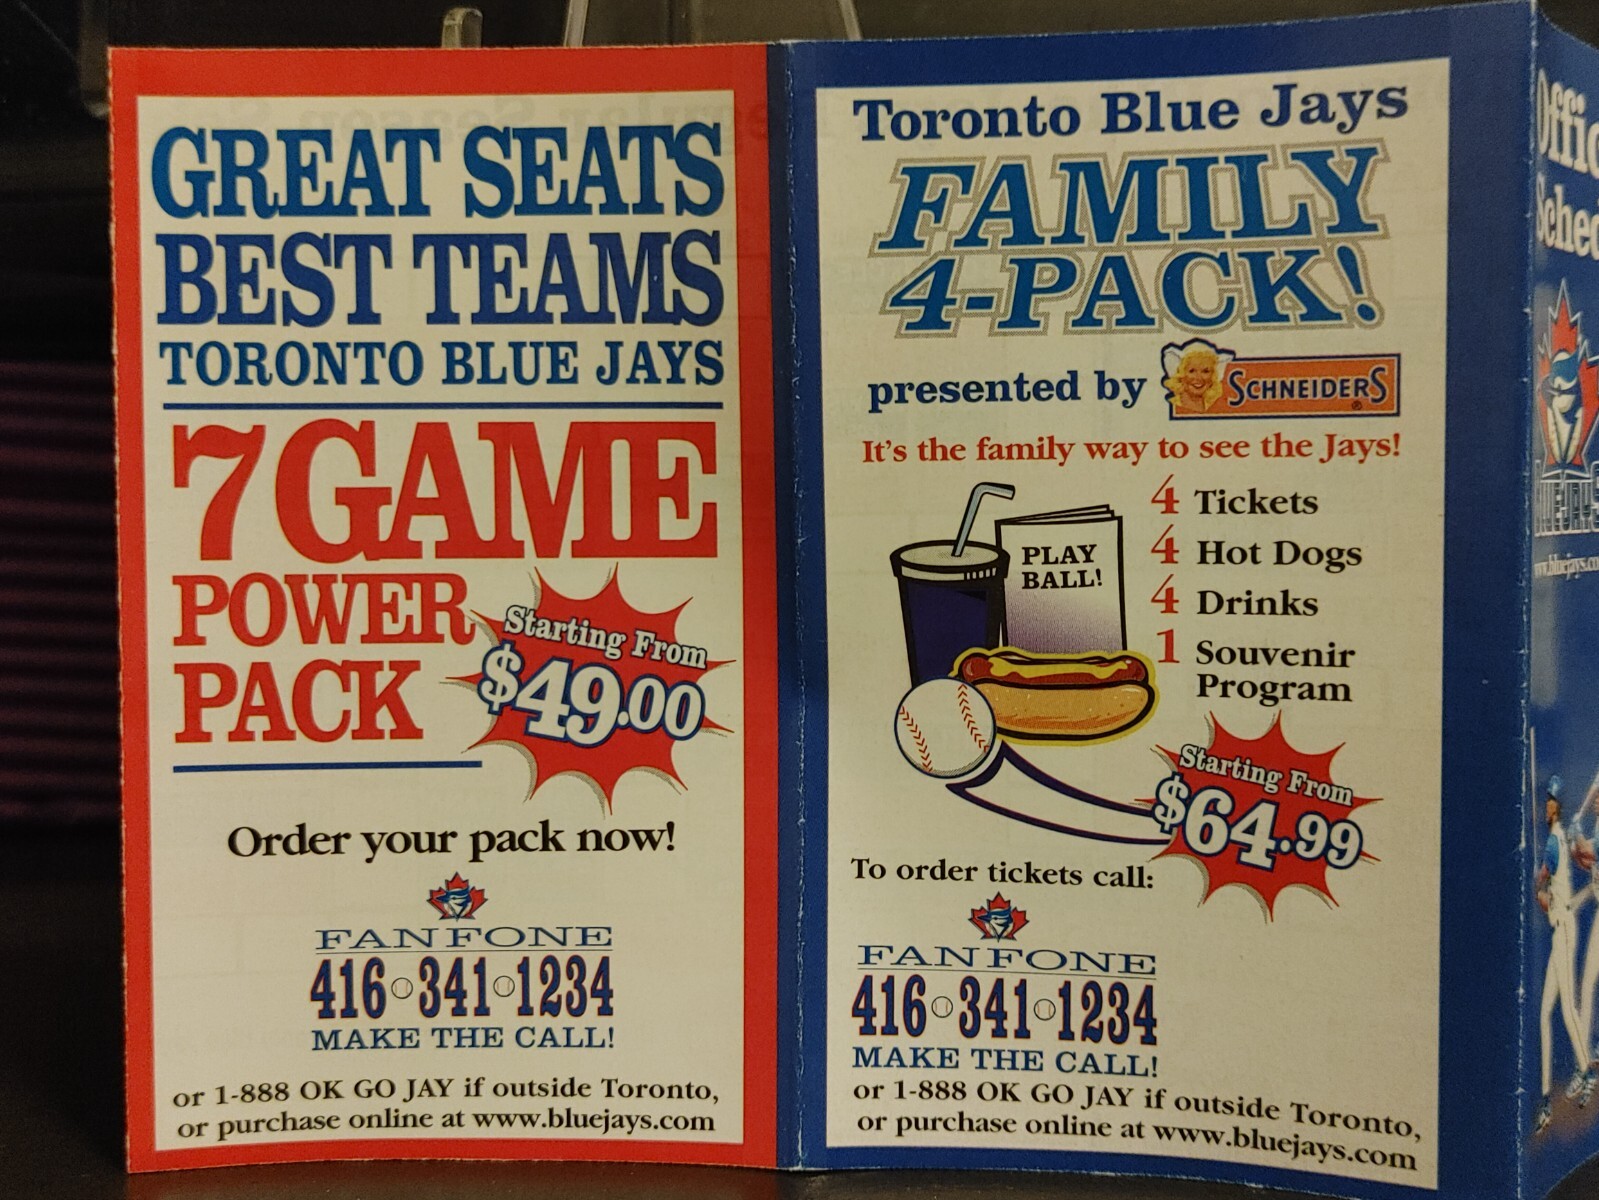 GREAT SEATS
BEST TEAMS
TORONTO BLUE JAYS
7 GAME
POWER
PACK
Starting From
$49.00
Order your pack now!
FAN FONE
416 341 1234
MAKE THE CALL!
or 1-888 OK GO JAY if outside Toronto,
or purchase online at www.bluejays.com
Toronto Blue Jays
FAMILY
4-PACK!
presented by SCHNEIDERS®
It's the family way to see the Jays!
PLAY
BALL!
4 Tickets
4 Hot Dogs
4 Drinks
1 Souvenir
Program
Starting From
$64.99
To order tickets call:
FAN FONE
416 341 1234
MAKE THE CALL!
or 1-888 OK GO JAY if outside Toronto,
or purchase online at www.bluejays.com